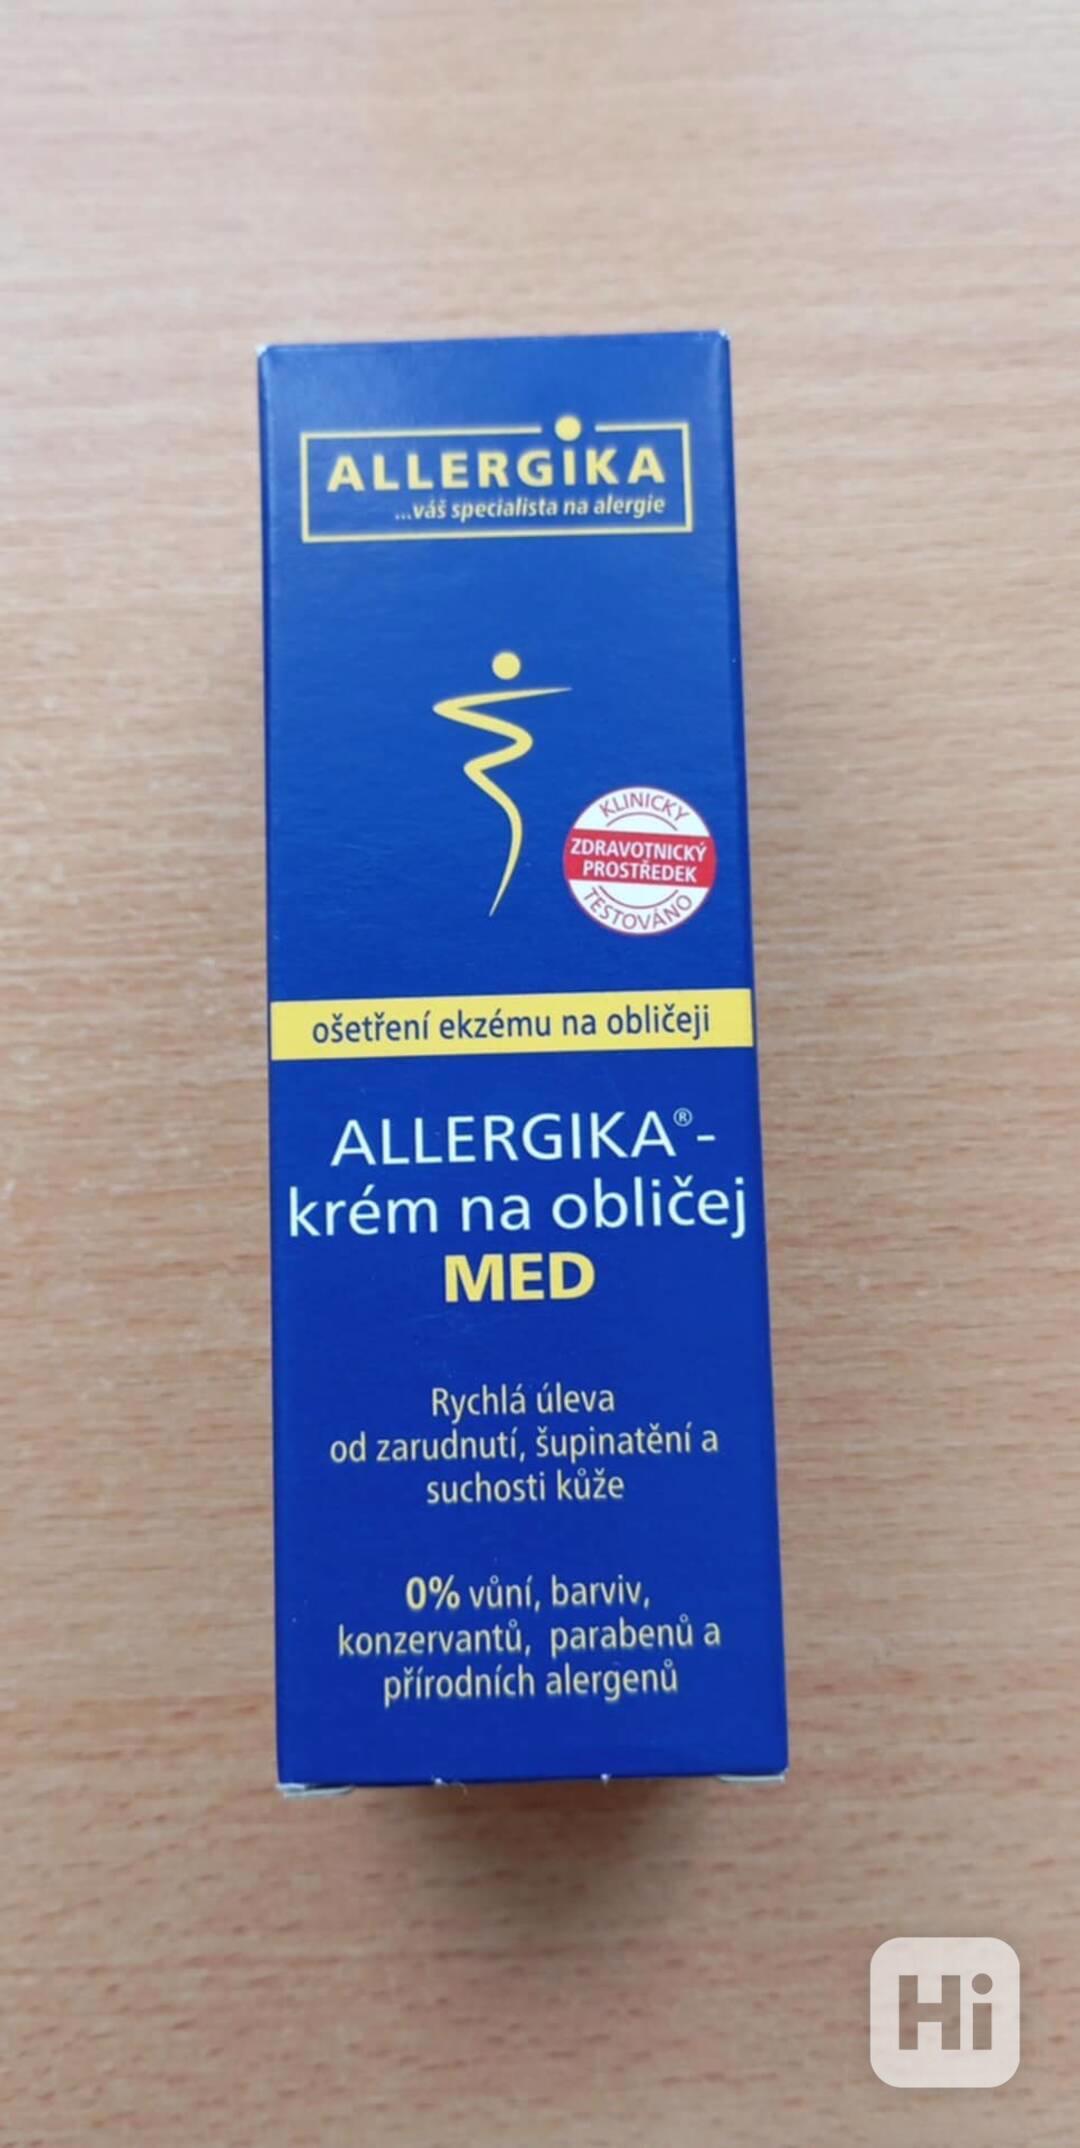 ALLERGIKA
...váš specialista na alergie
KLINICKY
ZDRAVOTNICKÝ
PROSTŘEDEK
TESTOVÁNO
ošetření ekzému na obličeji
ALLERGIKA®-
krém na obličej
MED
Rychlá úleva
od zarudnutí, šupinatění a
suchosti kůže
0% vůní, barviv,
konzervantů, parabenů a
přírodních alergenů
Hi